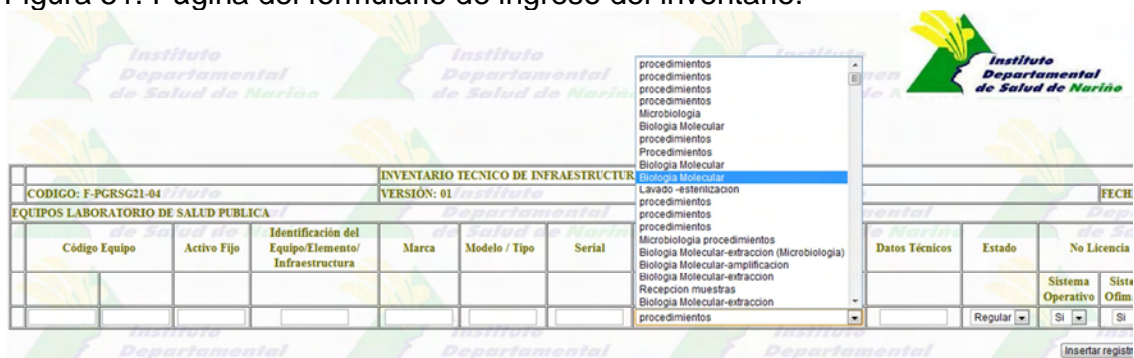 Figura 31. Página del formulario de ingreso del inventario.
Instituto
Departamental
de Salud de Nariño
procedimientos
procedimientos
procedimientos
procedimientos
Microbiologia
Biologia Molecular
procedimientos
Procedimientos
Biologia Molecular
Biologia Molecular
Lavado -esterilizacion
procedimientos
procedimientos
procedimientos
Microbiologia procedimientos
Biologia Molecular-extraccion (Microbiologia)
Biologia Molecular-amplificacion
Biologia Molecular-extraccion
Recepcion muestras
Biologia Molecular-extraccion
INVENTARIO TECNICO DE INFRAESTRUCTUR
CODIGO: F-PGRSG21-04 VERSIÓN: 01 FECH
EQUIPOS LABORATORIO DE SALUD PUBLICA
Código Equipo Activo Fijo Identificación del Equipo/Elemento/ Infraestructura Marca Modelo / Tipo Serial Datos Técnicos Estado No Licencia
Sistema Operativo Siste Ofim
procedimientos Regular Si Si
Insertar registr